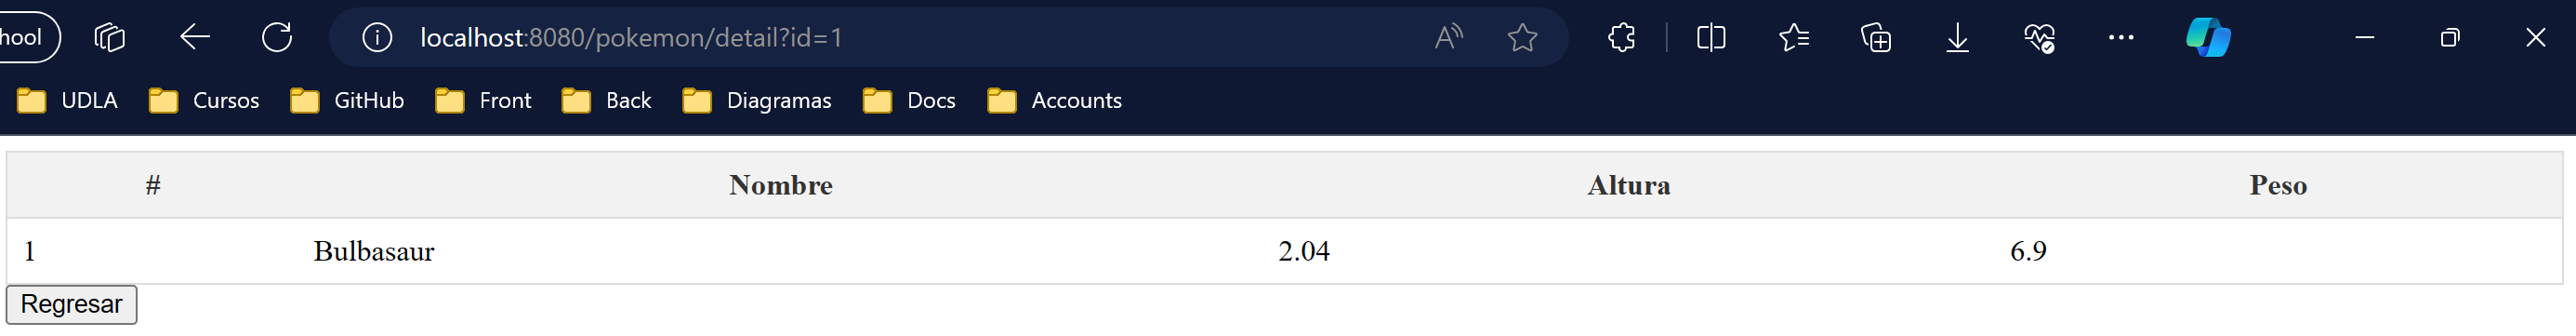 hool localhost:8080/pokemon/detail?id=1
UDLA Cursos GitHub Front Back Diagramas Docs Accounts
# Nombre Altura Peso
1 Bulbasaur 2.04 6.9
Regresar